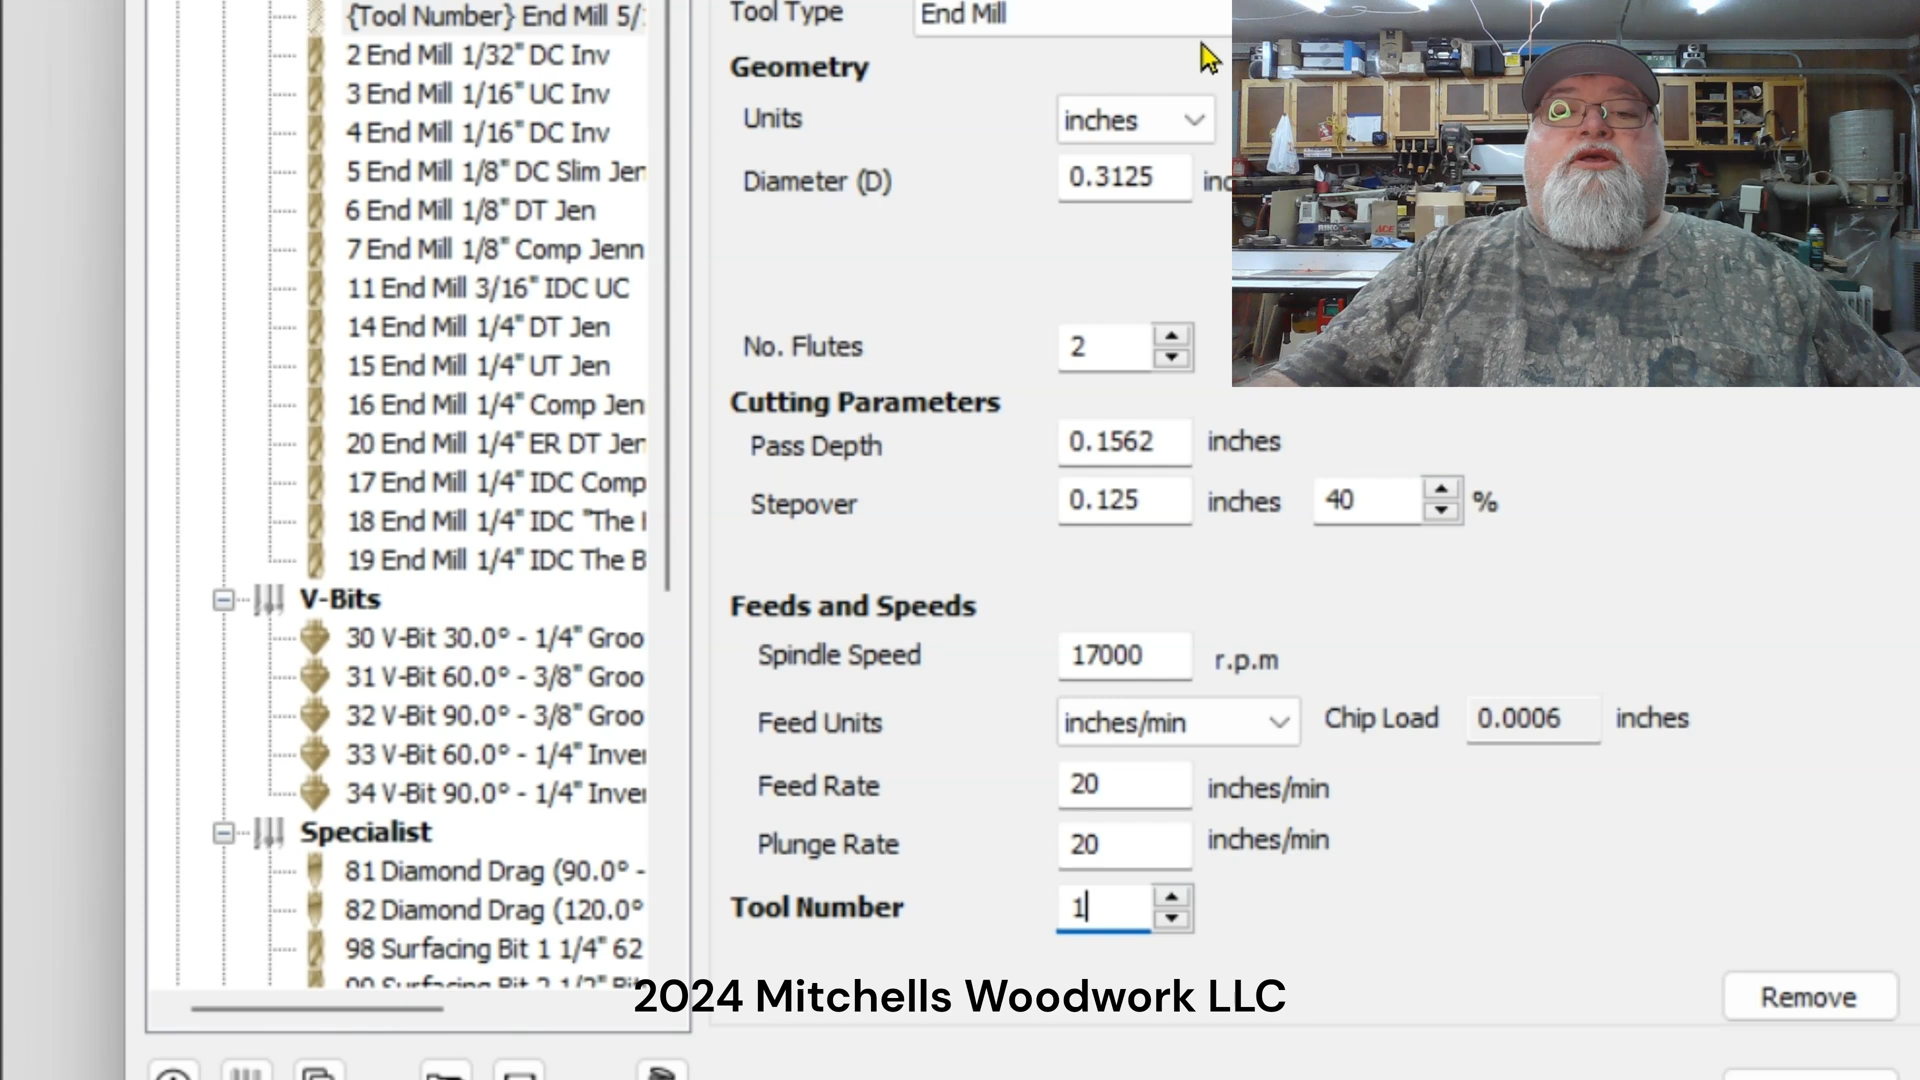 {Tool Number} End Mill 5/
2 End Mill 1/32" DC Inv
3 End Mill 1/16" UC Inv
4 End Mill 1/16" DC Inv
5 End Mill 1/8" DC Slim Jen
6 End Mill 1/8" DT Jen
7 End Mill 1/8" Comp Jenn
11 End Mill 3/16" IDC UC
14 End Mill 1/4" DT Jen
15 End Mill 1/4" UT Jen
16 End Mill 1/4" Comp Jen
20 End Mill 1/4" ER DT Jen
17 End Mill 1/4" IDC Comp
18 End Mill 1/4" IDC "The
19 End Mill 1/4" IDC The B
V-Bits
30 V-Bit 30.0° - 1/4" Groo
31 V-Bit 60.0° - 3/8" Groo
32 V-Bit 90.0° - 3/8" Groo
33 V-Bit 60.0° - 1/4" Inve
34 V-Bit 90.0° - 1/4" Inve
Specialist
81 Diamond Drag (90.0° -
82 Diamond Drag (120.0°
98 Surfacing Bit 1 1/4" 62
Tool Type End Mill
Geometry
Units inches
Diameter (D) 0.3125 inc
No. Flutes 2
Cutting Parameters
Pass Depth 0.1562 inches
Stepover 0.125 inches 40 %
Feeds and Speeds
Spindle Speed 17000 r.p.m
Feed Units inches/min Chip Load 0.0006 inches
Feed Rate 20 inches/min
Plunge Rate 20 inches/min
Tool Number 1
Remove
ACE
2024 Mitchells Woodwork LLC